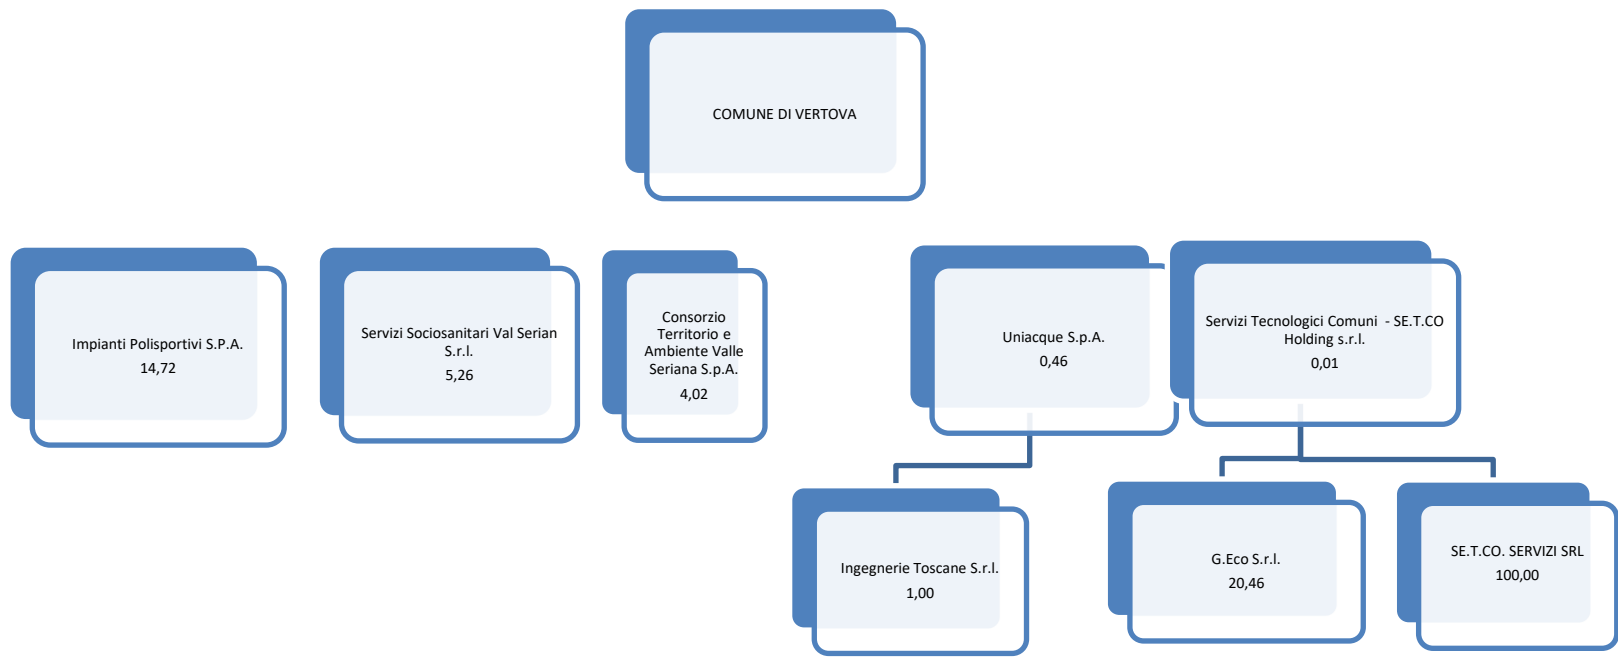 COMUNE DI VERTOVA
Impianti Polisportivi S.P.A.
14,72
Servizi Sociosanitari Val Serian
S.r.l.
5,26
Consorzio
Territorio e
Ambiente Valle
Seriana S.p.A.
4,02
Uniacque S.p.A.
0,46
Servizi Tecnologici Comuni - SE.T.CO
Holding s.r.l.
0,01
Ingegnerie Toscane S.r.l.
1,00
G.Eco S.r.l.
20,46
SE.T.CO. SERVIZI SRL
100,00